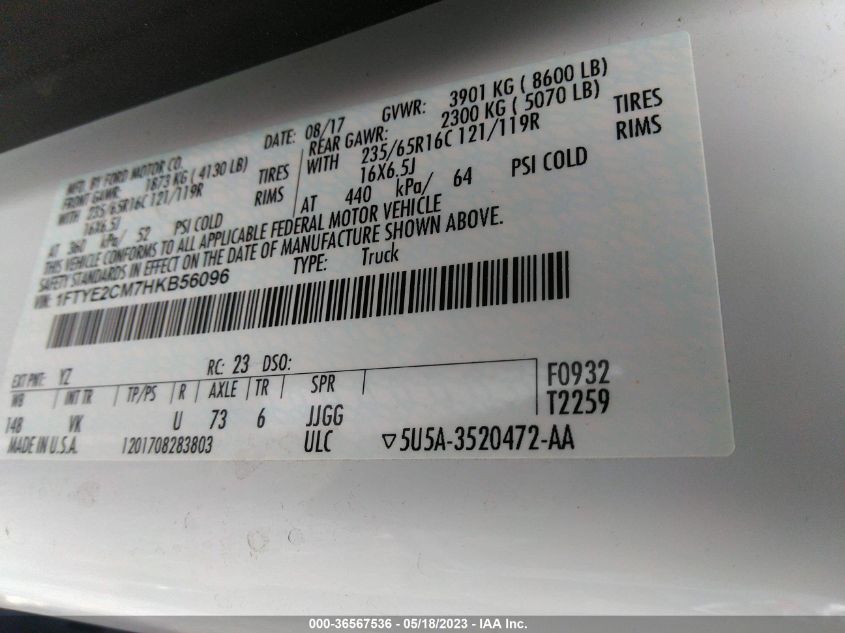 MFD. BY FORD MOTOR CO. DATE: 08/17 GVWR: 3901 KG ( 8600 LB)
FRONT GAWR: 1873 KG ( 4130 LB) REAR GAWR: 2300 KG ( 5070 LB)
WITH 235/65R16C 121/119R TIRES WITH 235/65R16C 121/119R TIRES
16X6.5J RIMS 16X6.5J RIMS
AT 360 kPa/ 52 PSI COLD AT 440 kPa/ 64 PSI COLD
THIS VEHICLE CONFORMS TO ALL APPLICABLE FEDERAL MOTOR VEHICLE
SAFETY STANDARDS IN EFFECT ON THE DATE OF MANUFACTURE SHOWN ABOVE.
VIN: 1FTYE2CM7HKB56096 TYPE: Truck
EXT PNT: YZ RC: 23 DSO:
WB INT TR TP/PS R AXLE TR SPR F0932
148 VK U 73 6 JJGG T2259
MADE IN U.S.A. 1201708283803 ULC ▽5U5A-3520472-AA
000-36567536 - 05/18/2023 - IAA Inc.